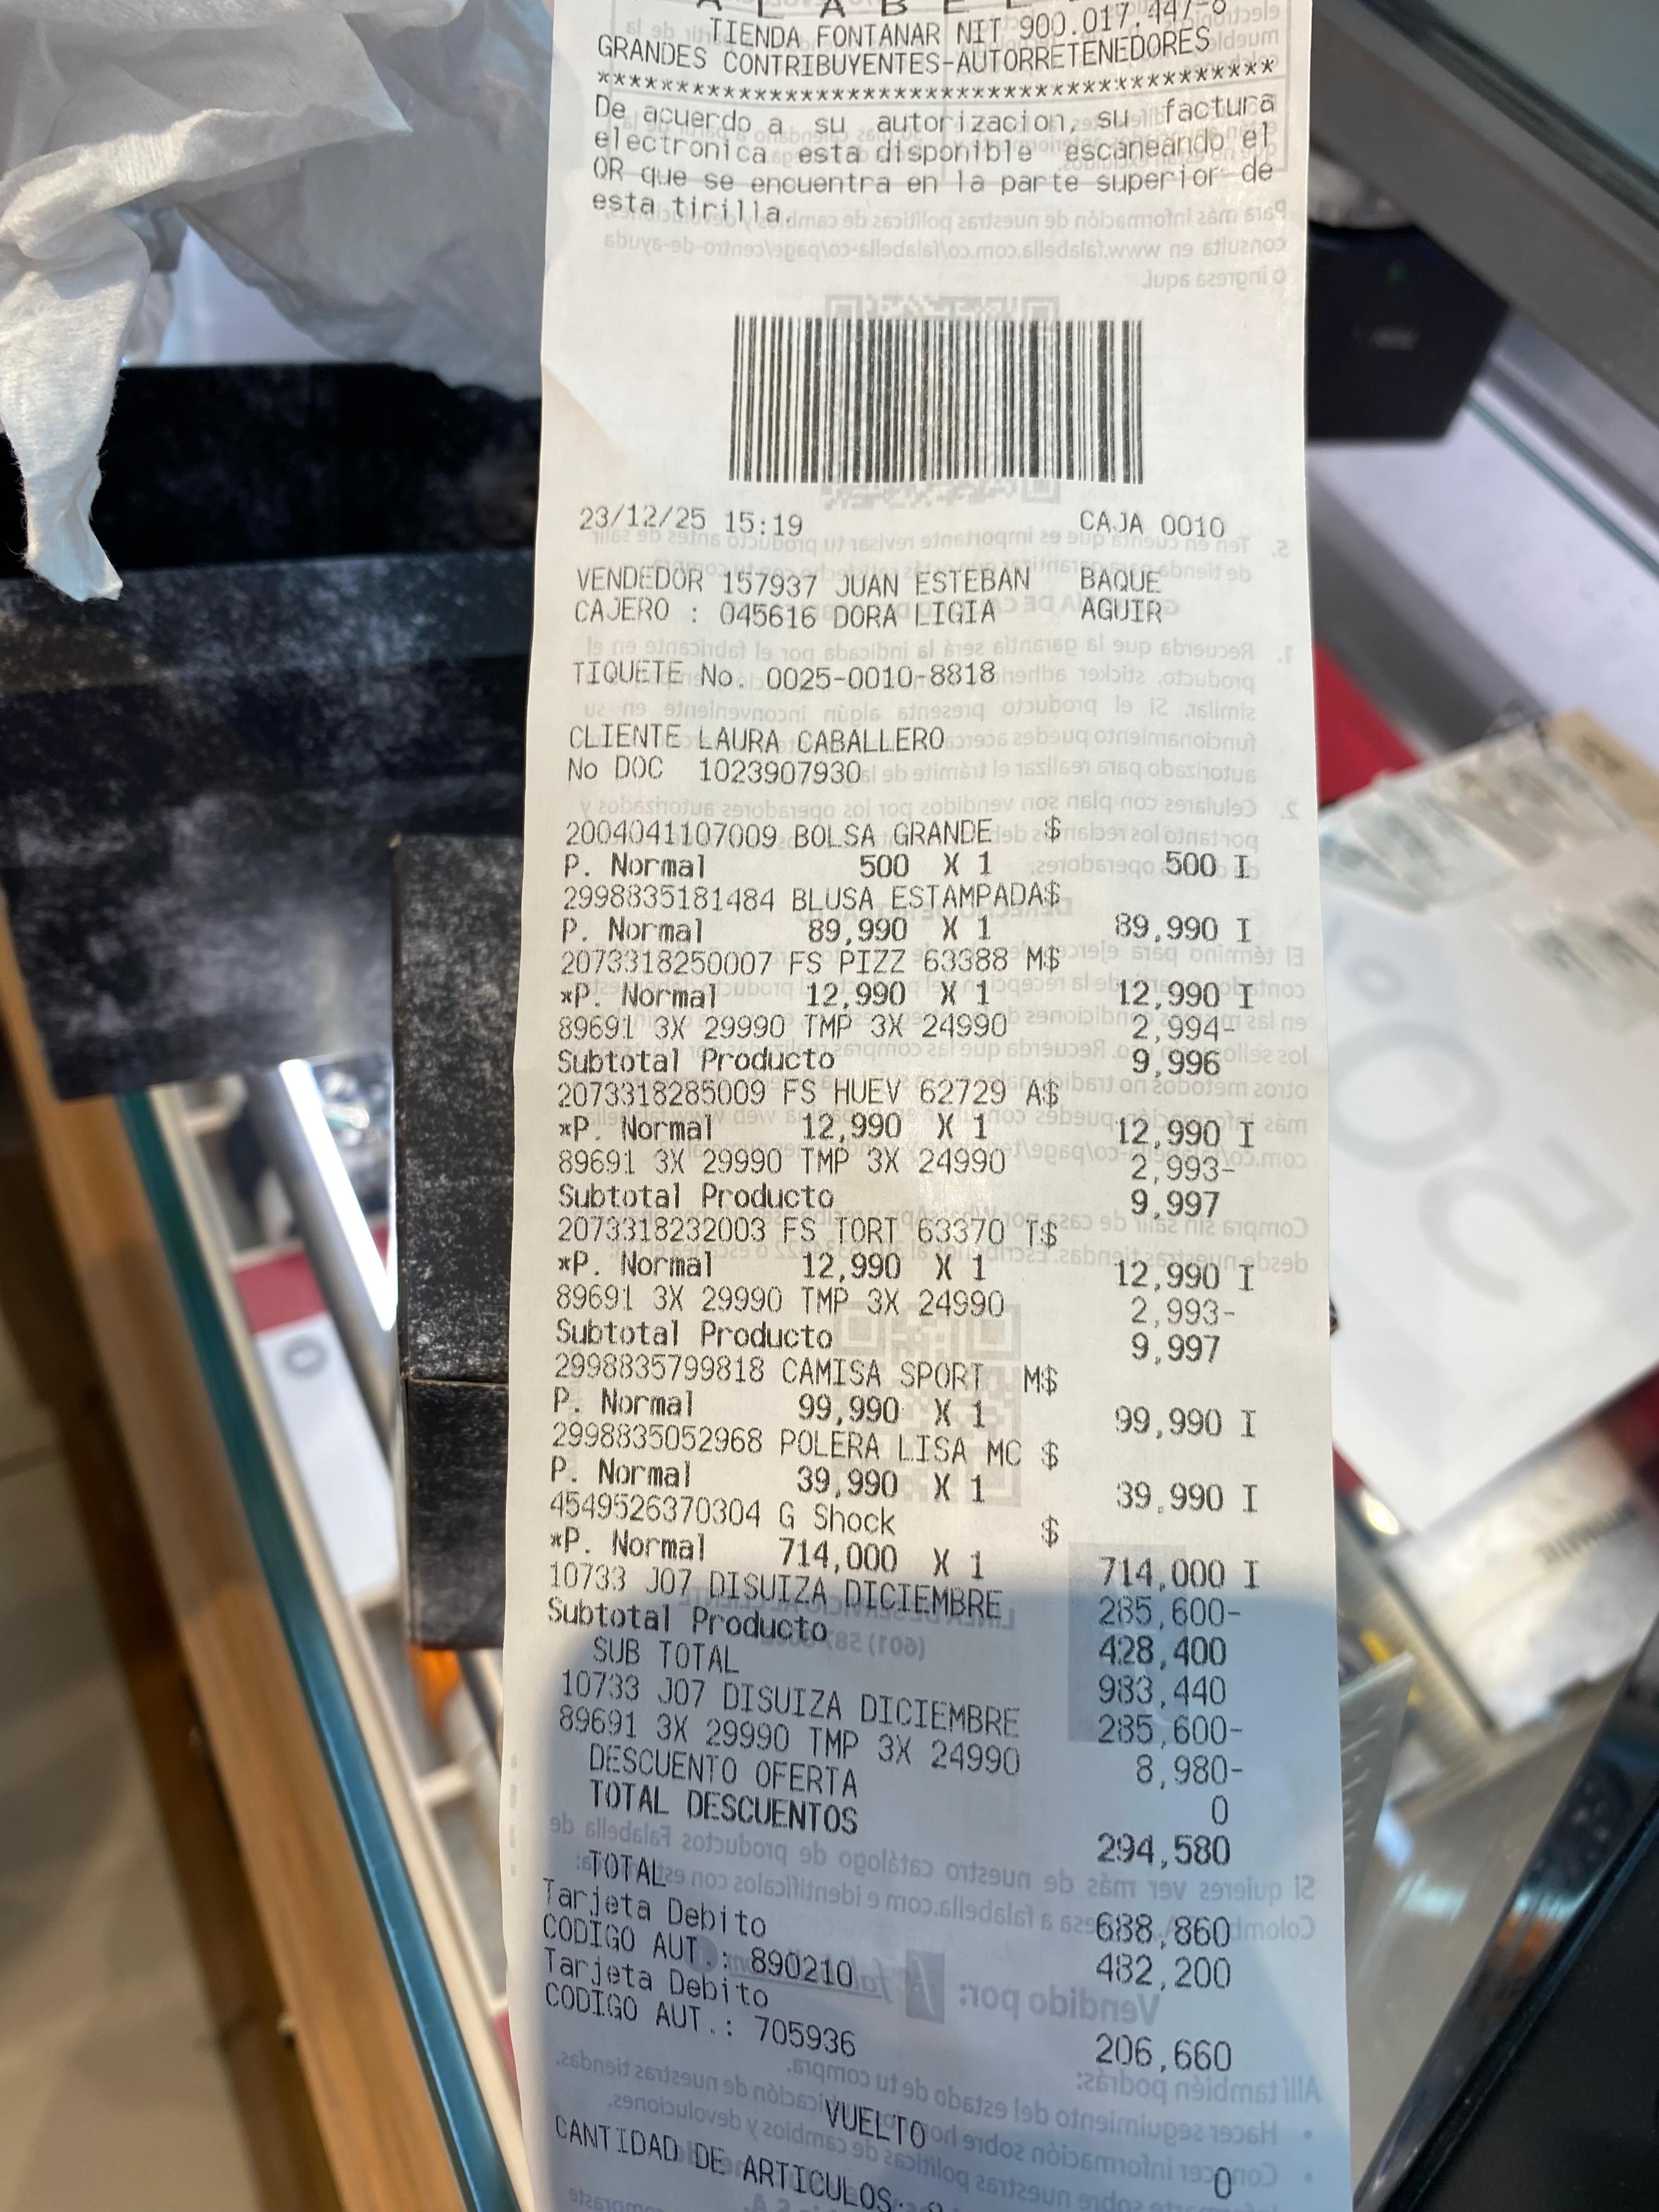 TIENDA FONTANAR NIT 900.017.447-8
GRANDES CONTRIBUYENTES-AUTORRETENEDORES
****************************************
De acuerdo a su autorizacion, su factura
electronica esta disponible escaneando el
QR que se encuentra en la parte superior de
esta tirilla.
23/12/25 15:19 CAJA 0010
VENDEDOR 157937 JUAN ESTEBAN BAQUE
CAJERO : 045616 DORA LIGIA AGUIR
TIQUETE No. 0025-0010-8818
CLIENTE LAURA CABALLERO
No DOC 1023907930
2004041107009 BOLSA GRANDE $
P. Normal 500 X 1 500 I
2998835181484 BLUSA ESTAMPADA$
P. Normal 89,990 X 1 89,990 I
2073318250007 FS PIZZ 63388 M$
*P. Normal 12,990 X 1 12,990 I
89691 3X 29990 TMP 3X 24990 2,994-
Subtotal Producto 9,996
2073318285009 FS HUEV 62729 A$
*P. Normal 12,990 X 1 12,990 I
89691 3X 29990 TMP 3X 24990 2,993-
Subtotal Producto 9,997
2073318232003 FS TORT 63370 T$
*P. Normal 12,990 X 1 12,990 I
89691 3X 29990 TMP 3X 24990 2,993-
Subtotal Producto 9,997
2998835799818 CAMISA SPORT M$
P. Normal 99,990 X 1 99,990 I
2998835052968 POLERA LISA MC $
P. Normal 39,990 X 1 39,990 I
4549526370304 G Shock $
*P. Normal 714,000 X 1 714,000 I
10733 J07 DISUIZA DICIEMBRE 285,600-
Subtotal Producto 428,400
SUB TOTAL 983,440
10733 J07 DISUIZA DICIEMBRE 285,600-
89691 3X 29990 TMP 3X 24990 8,980-
DESCUENTO OFERTA 0
TOTAL DESCUENTOS 294,580
TOTAL 688,860
Tarjeta Debito 482,200
CODIGO AUT.: 890210
Tarjeta Debito 206,660
CODIGO AUT.: 705936
VUELTO 0
CANTIDAD DE ARTICULOS: